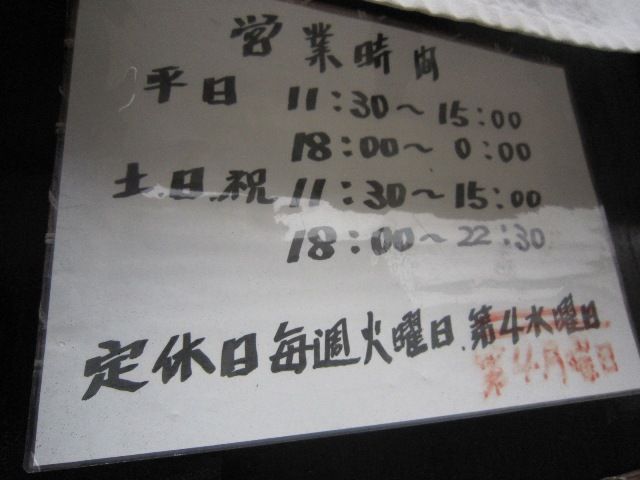 営業時間
平日 11:30〜15:00
18:00〜0:00
土.日.祝 11:30〜15:00
18:00〜22:30
定休日毎週火曜日.第4水曜日
第4月曜日